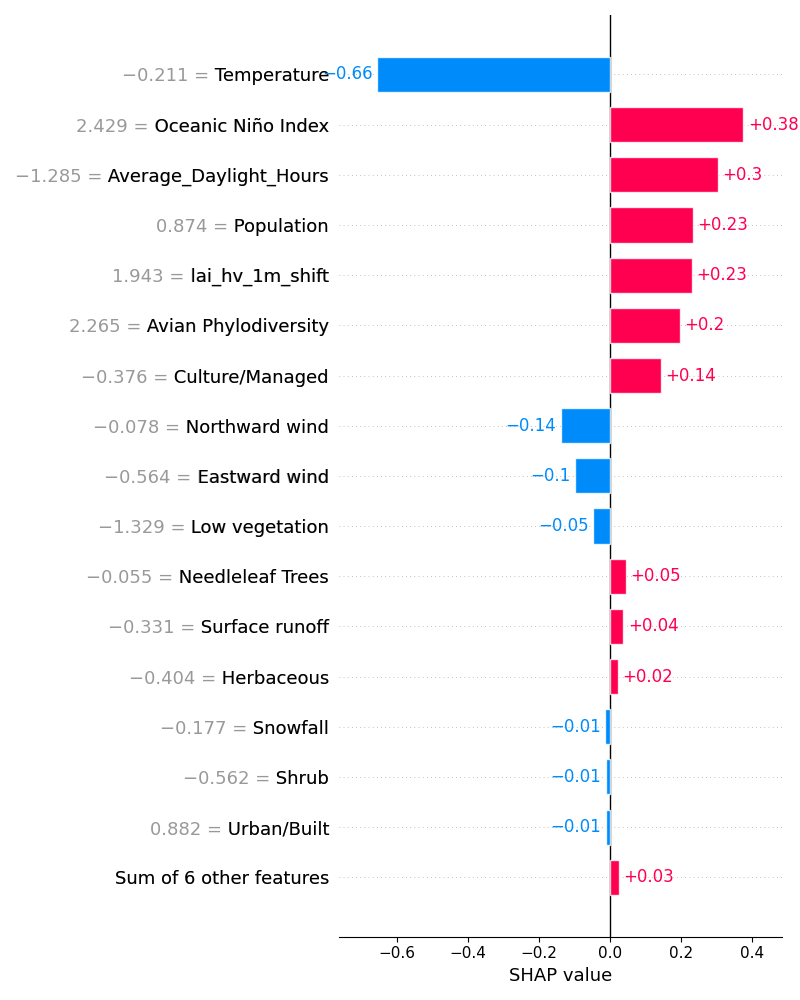 −0.211 = Temperature −0.66
2.429 = Oceanic Niño Index +0.38
−1.285 = Average_Daylight_Hours +0.3
0.874 = Population +0.23
1.943 = lai_hv_1m_shift +0.23
2.265 = Avian Phylodiversity +0.2
−0.376 = Culture/Managed +0.14
−0.078 = Northward wind −0.14
−0.564 = Eastward wind −0.1
−1.329 = Low vegetation −0.05
−0.055 = Needleleaf Trees +0.05
−0.331 = Surface runoff +0.04
−0.404 = Herbaceous +0.02
−0.177 = Snowfall −0.01
−0.562 = Shrub −0.01
0.882 = Urban/Built −0.01
Sum of 6 other features +0.03
−0.6 −0.4 −0.2 0.0 0.2 0.4
SHAP value